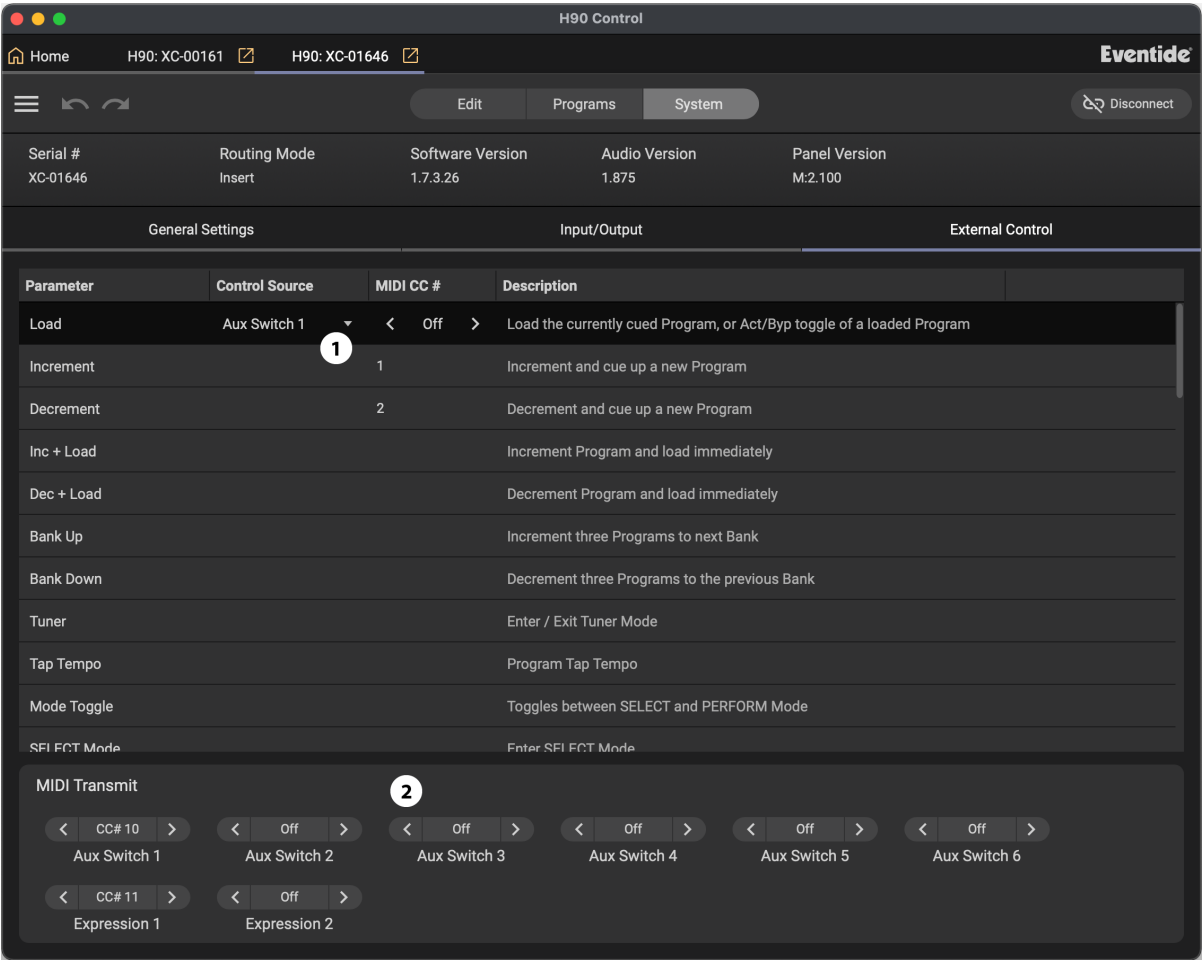 H90 Control
Home H90: XC-00161 H90: XC-01646 Eventide
Edit Programs System Disconnect
Serial # Routing Mode Software Version Audio Version Panel Version
XC-01646 Insert 1.7.3.26 1.875 M:2.100
General Settings Input/Output External Control
Parameter Control Source MIDI CC # Description
Load Aux Switch 1 Off Load the currently cued Program, or Act/Byp toggle of a loaded Program
1
Increment 1 Increment and cue up a new Program
Decrement 2 Decrement and cue up a new Program
Inc + Load Increment Program and load immediately
Dec + Load Decrement Program and load immediately
Bank Up Increment three Programs to next Bank
Bank Down Decrement three Programs to the previous Bank
Tuner Enter / Exit Tuner Mode
Tap Tempo Program Tap Tempo
Mode Toggle Toggles between SELECT and PERFORM Mode
SELECT Mode Enter SELECT Mode
MIDI Transmit
2
CC# 10 Off Off Off Off Off
Aux Switch 1 Aux Switch 2 Aux Switch 3 Aux Switch 4 Aux Switch 5 Aux Switch 6
CC# 11 Off
Expression 1 Expression 2